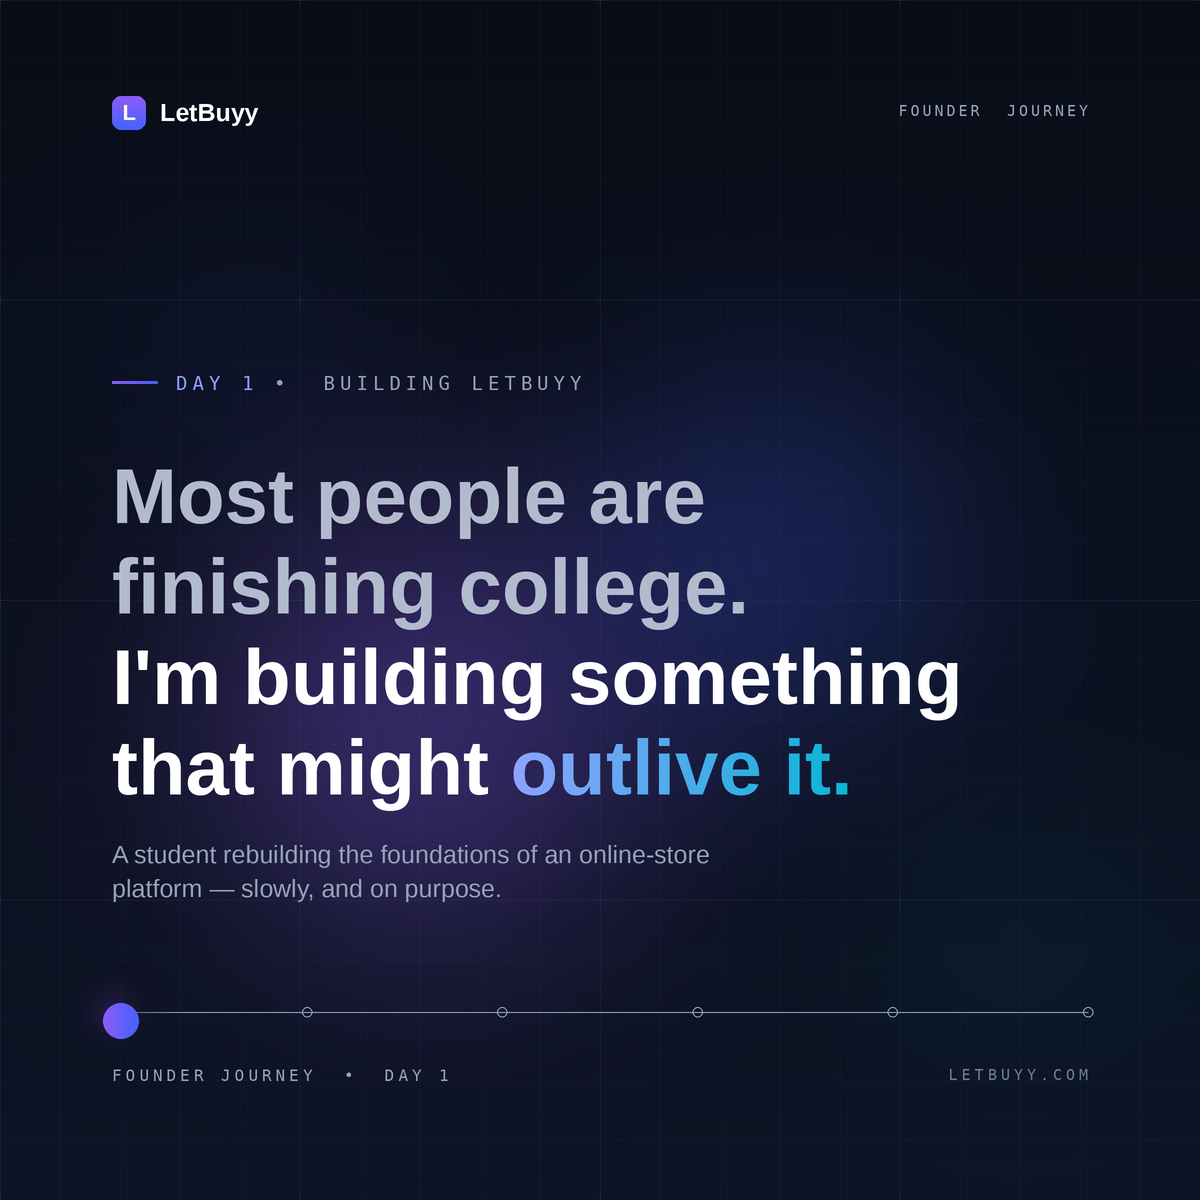 L LetBuyy
FOUNDER JOURNEY
DAY 1 • BUILDING LETBUYY
Most people are
finishing college.
I'm building something
that might outlive it.
A student rebuilding the foundations of an online-store
platform — slowly, and on purpose.
FOUNDER JOURNEY • DAY 1
LETBUYY.COM